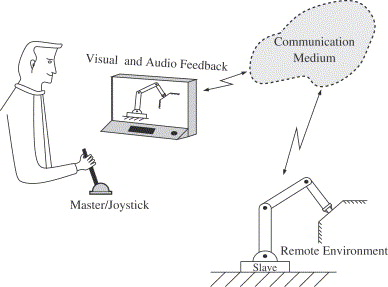 Communication
Medium
Visual and Audio Feedback
Master/Joystick
Remote Environment
Slave